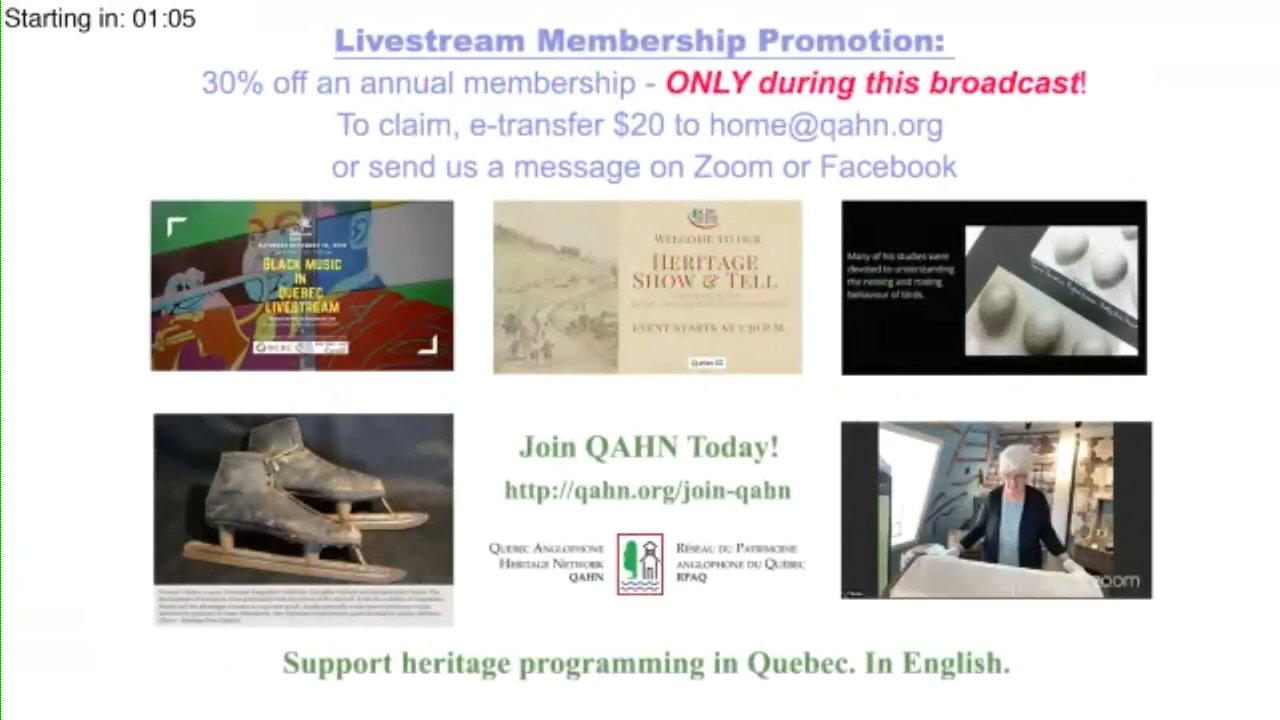 Starting in: 01:05
Livestream Membership Promotion:
30% off an annual membership - ONLY during this broadcast!
To claim, e-transfer $20 to home@qahn.org
or send us a message on Zoom or Facebook
BLACK MUSIC
IN
QUEBEC
LIVESTREAM
WELCOME TO OUR
HERITAGE
SHOW & TELL
EVENT STARTS AT 1:30 P.M.
Many of his studies were
devoted to understanding
the nesting and mating
behaviour of birds.
Join QAHN Today!
http://qahn.org/join-qahn
QUEBEC ANGLOPHONE
HERITAGE NETWORK
QAHN
RÉSEAU DU PATRIMOINE
ANGLOPHONE DU QUÉBEC
RPAQ
zoom
Support heritage programming in Quebec. In English.